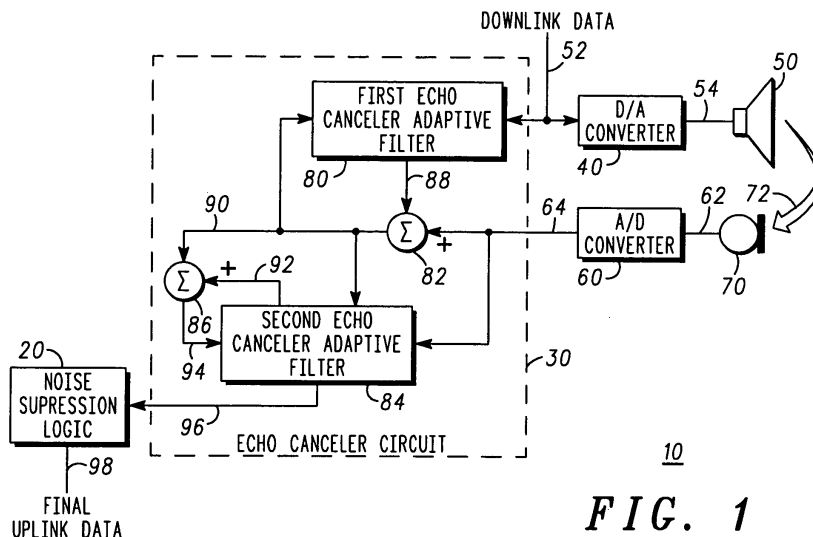 DOWNLINK DATA
52
50
FIRST ECHO
CANCELER ADAPTIVE
FILTER
D/A
CONVERTER
54
80
88
40
72
90
64
A/D
CONVERTER
62
Σ
+
82
60
70
Σ
+
92
86
SECOND ECHO
CANCELER ADAPTIVE
FILTER
94
84
30
20
NOISE
SUPRESSION
LOGIC
96
ECHO CANCELER CIRCUIT
98
FINAL
UPLINK DATA
10
FIG. 1